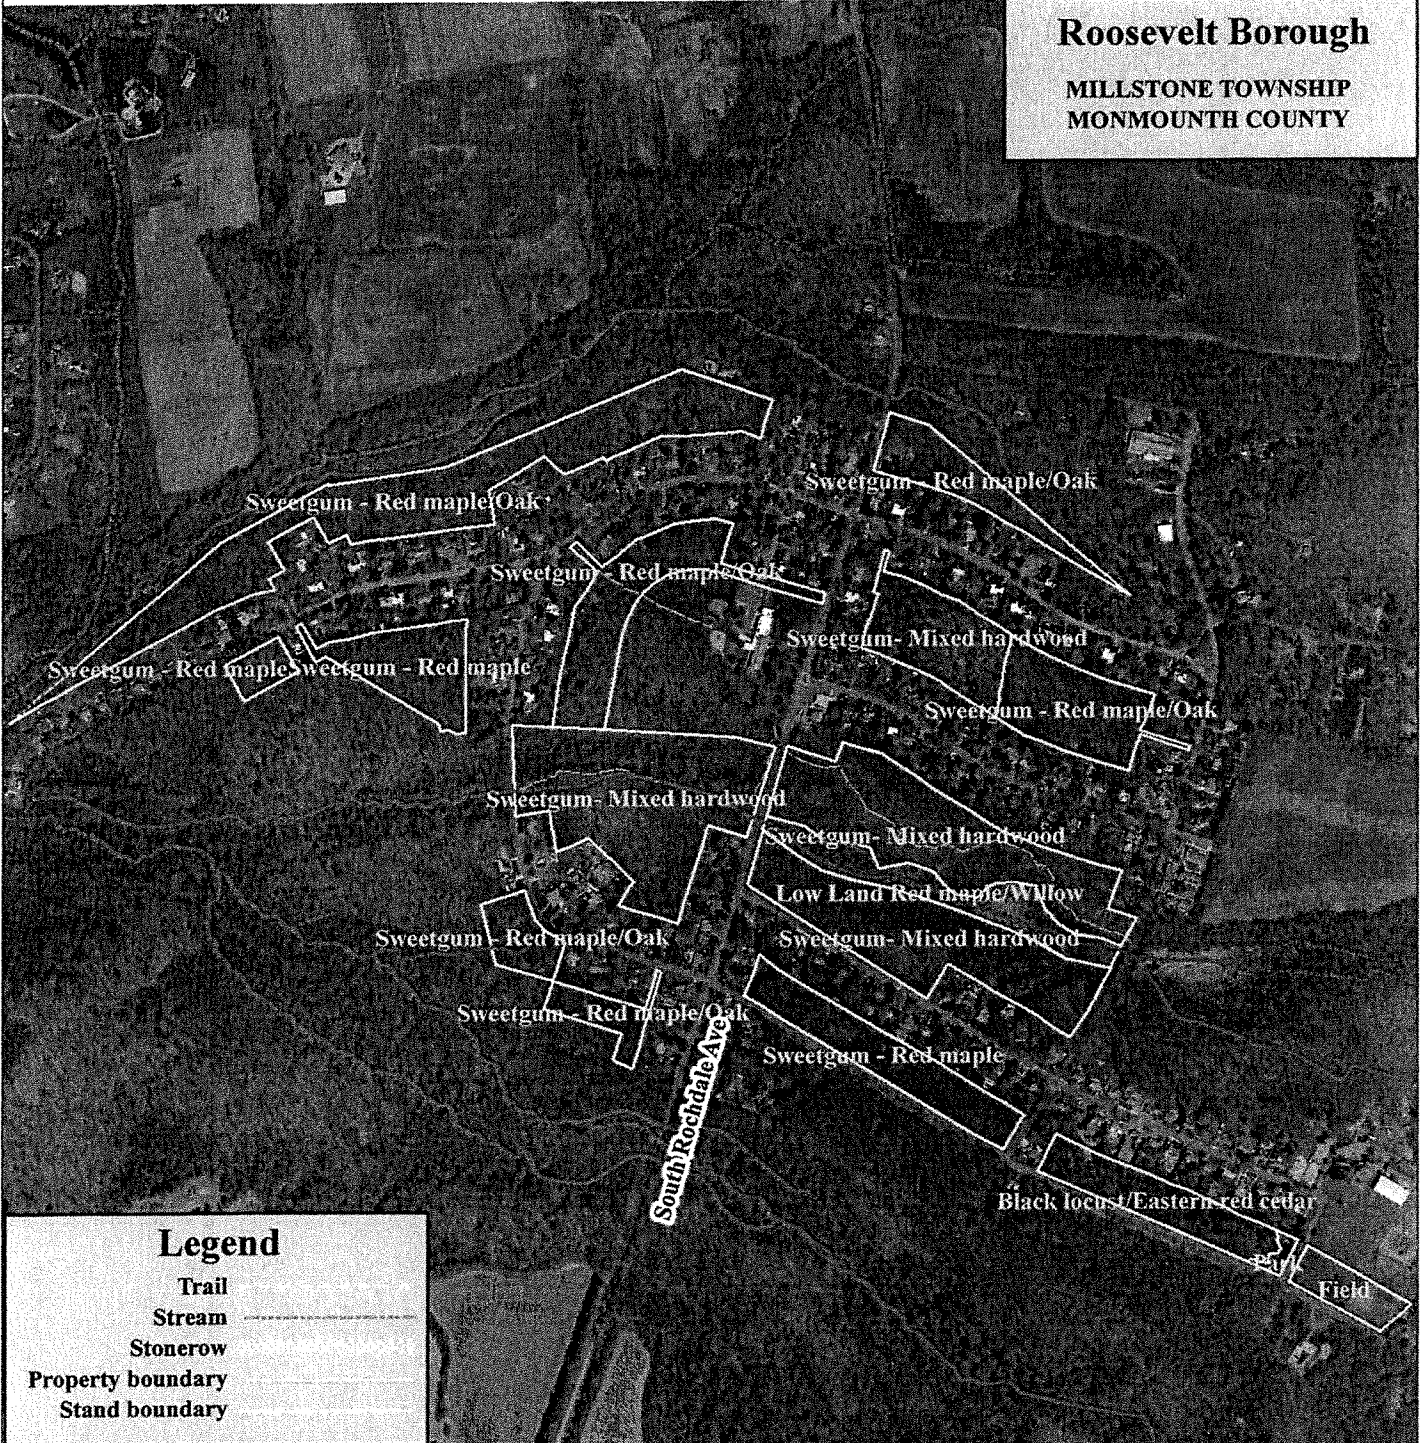 Roosevelt Borough
MILLSTONE TOWNSHIP
MONMOUNTH COUNTY
Sweetgum - Red maple/Oak
Sweetgum - Red maple/Oak
Sweetgum - Red maple/Oak
Sweetgum- Mixed hardwood
Sweetgum - Red maple
Sweetgum - Red maple
Sweetgum - Red maple/Oak
Sweetgum- Mixed hardwood
Sweetgum- Mixed hardwood
Low Land Red maple/Willow
Sweetgum - Red maple/Oak
Sweetgum- Mixed hardwood
Sweetgum - Red maple/Oak
South Rochdale Ave
Sweetgum - Red maple
Black locust/Eastern red cedar
Park
Field
Legend
Trail
Stream
Stonerow
Property boundary
Stand boundary